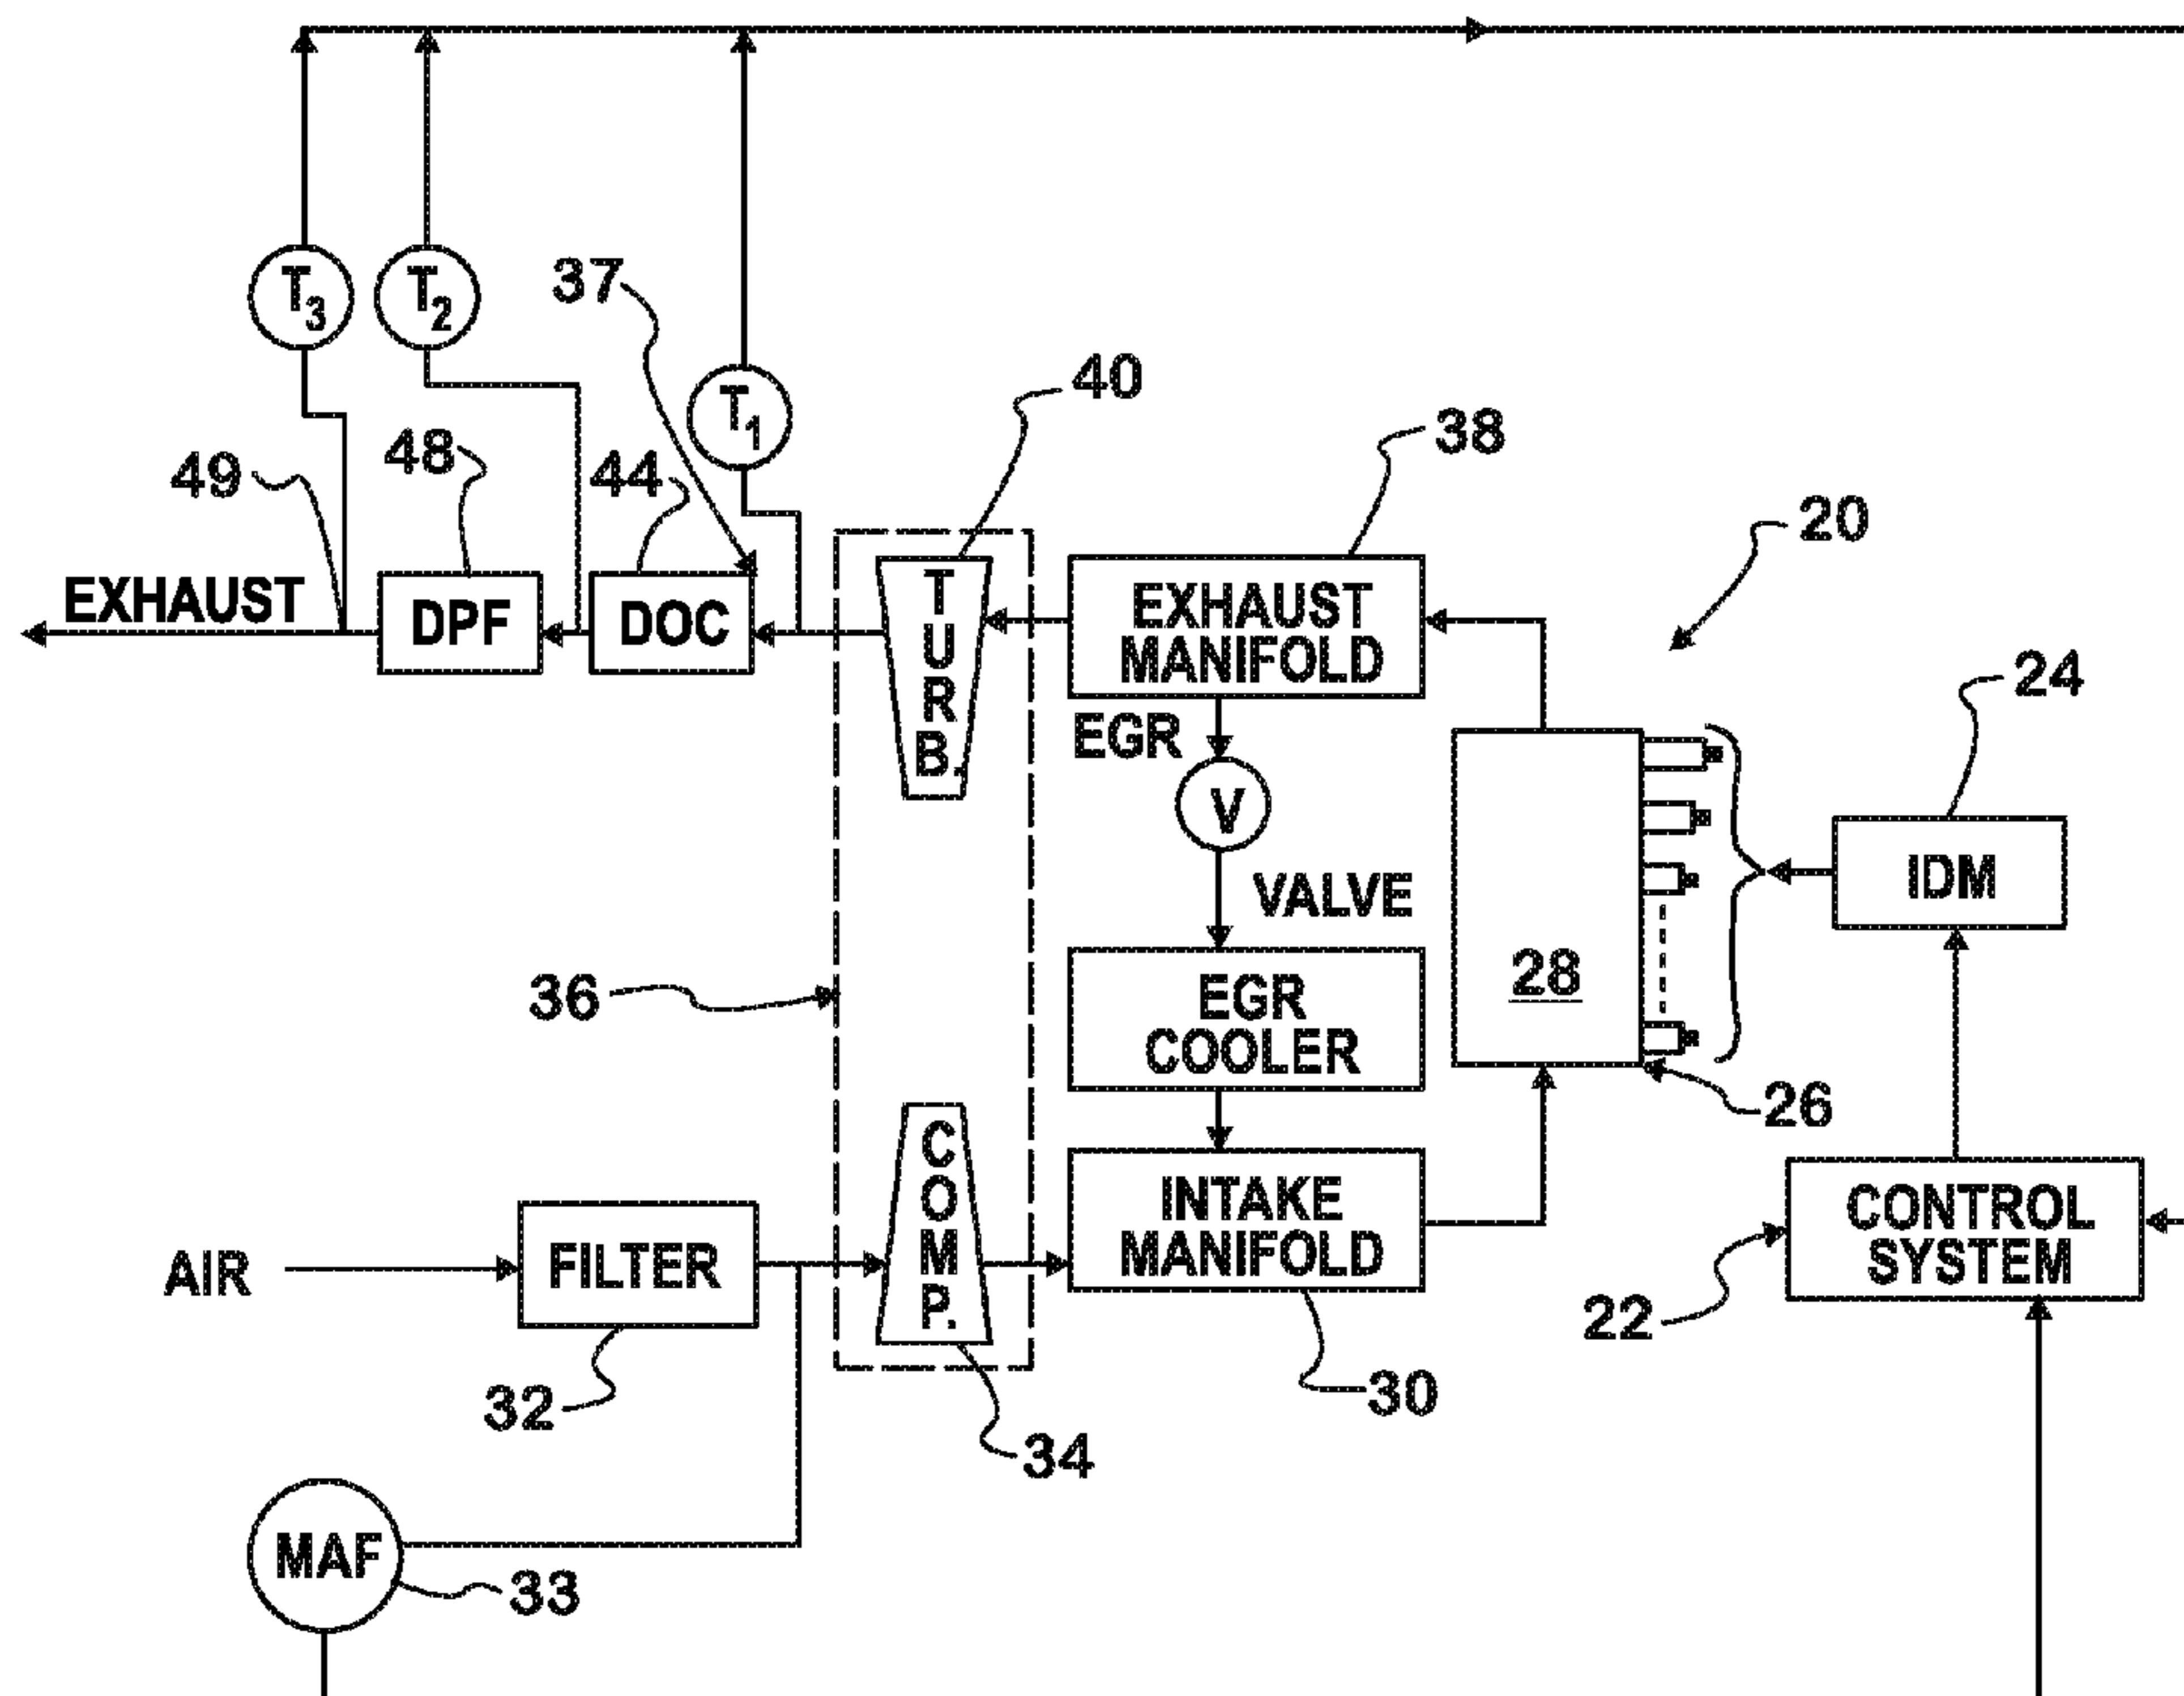 T3
T2
37
T1
40
38
49
48
44
20
EXHAUST
DPF
DOC
TURB.
EXHAUST
MANIFOLD
24
EGR
V
VALVE
IDM
28
36
EGR
COOLER
26
COMP.
INTAKE
MANIFOLD
CONTROL
SYSTEM
AIR
FILTER
22
32
30
34
MAF
33